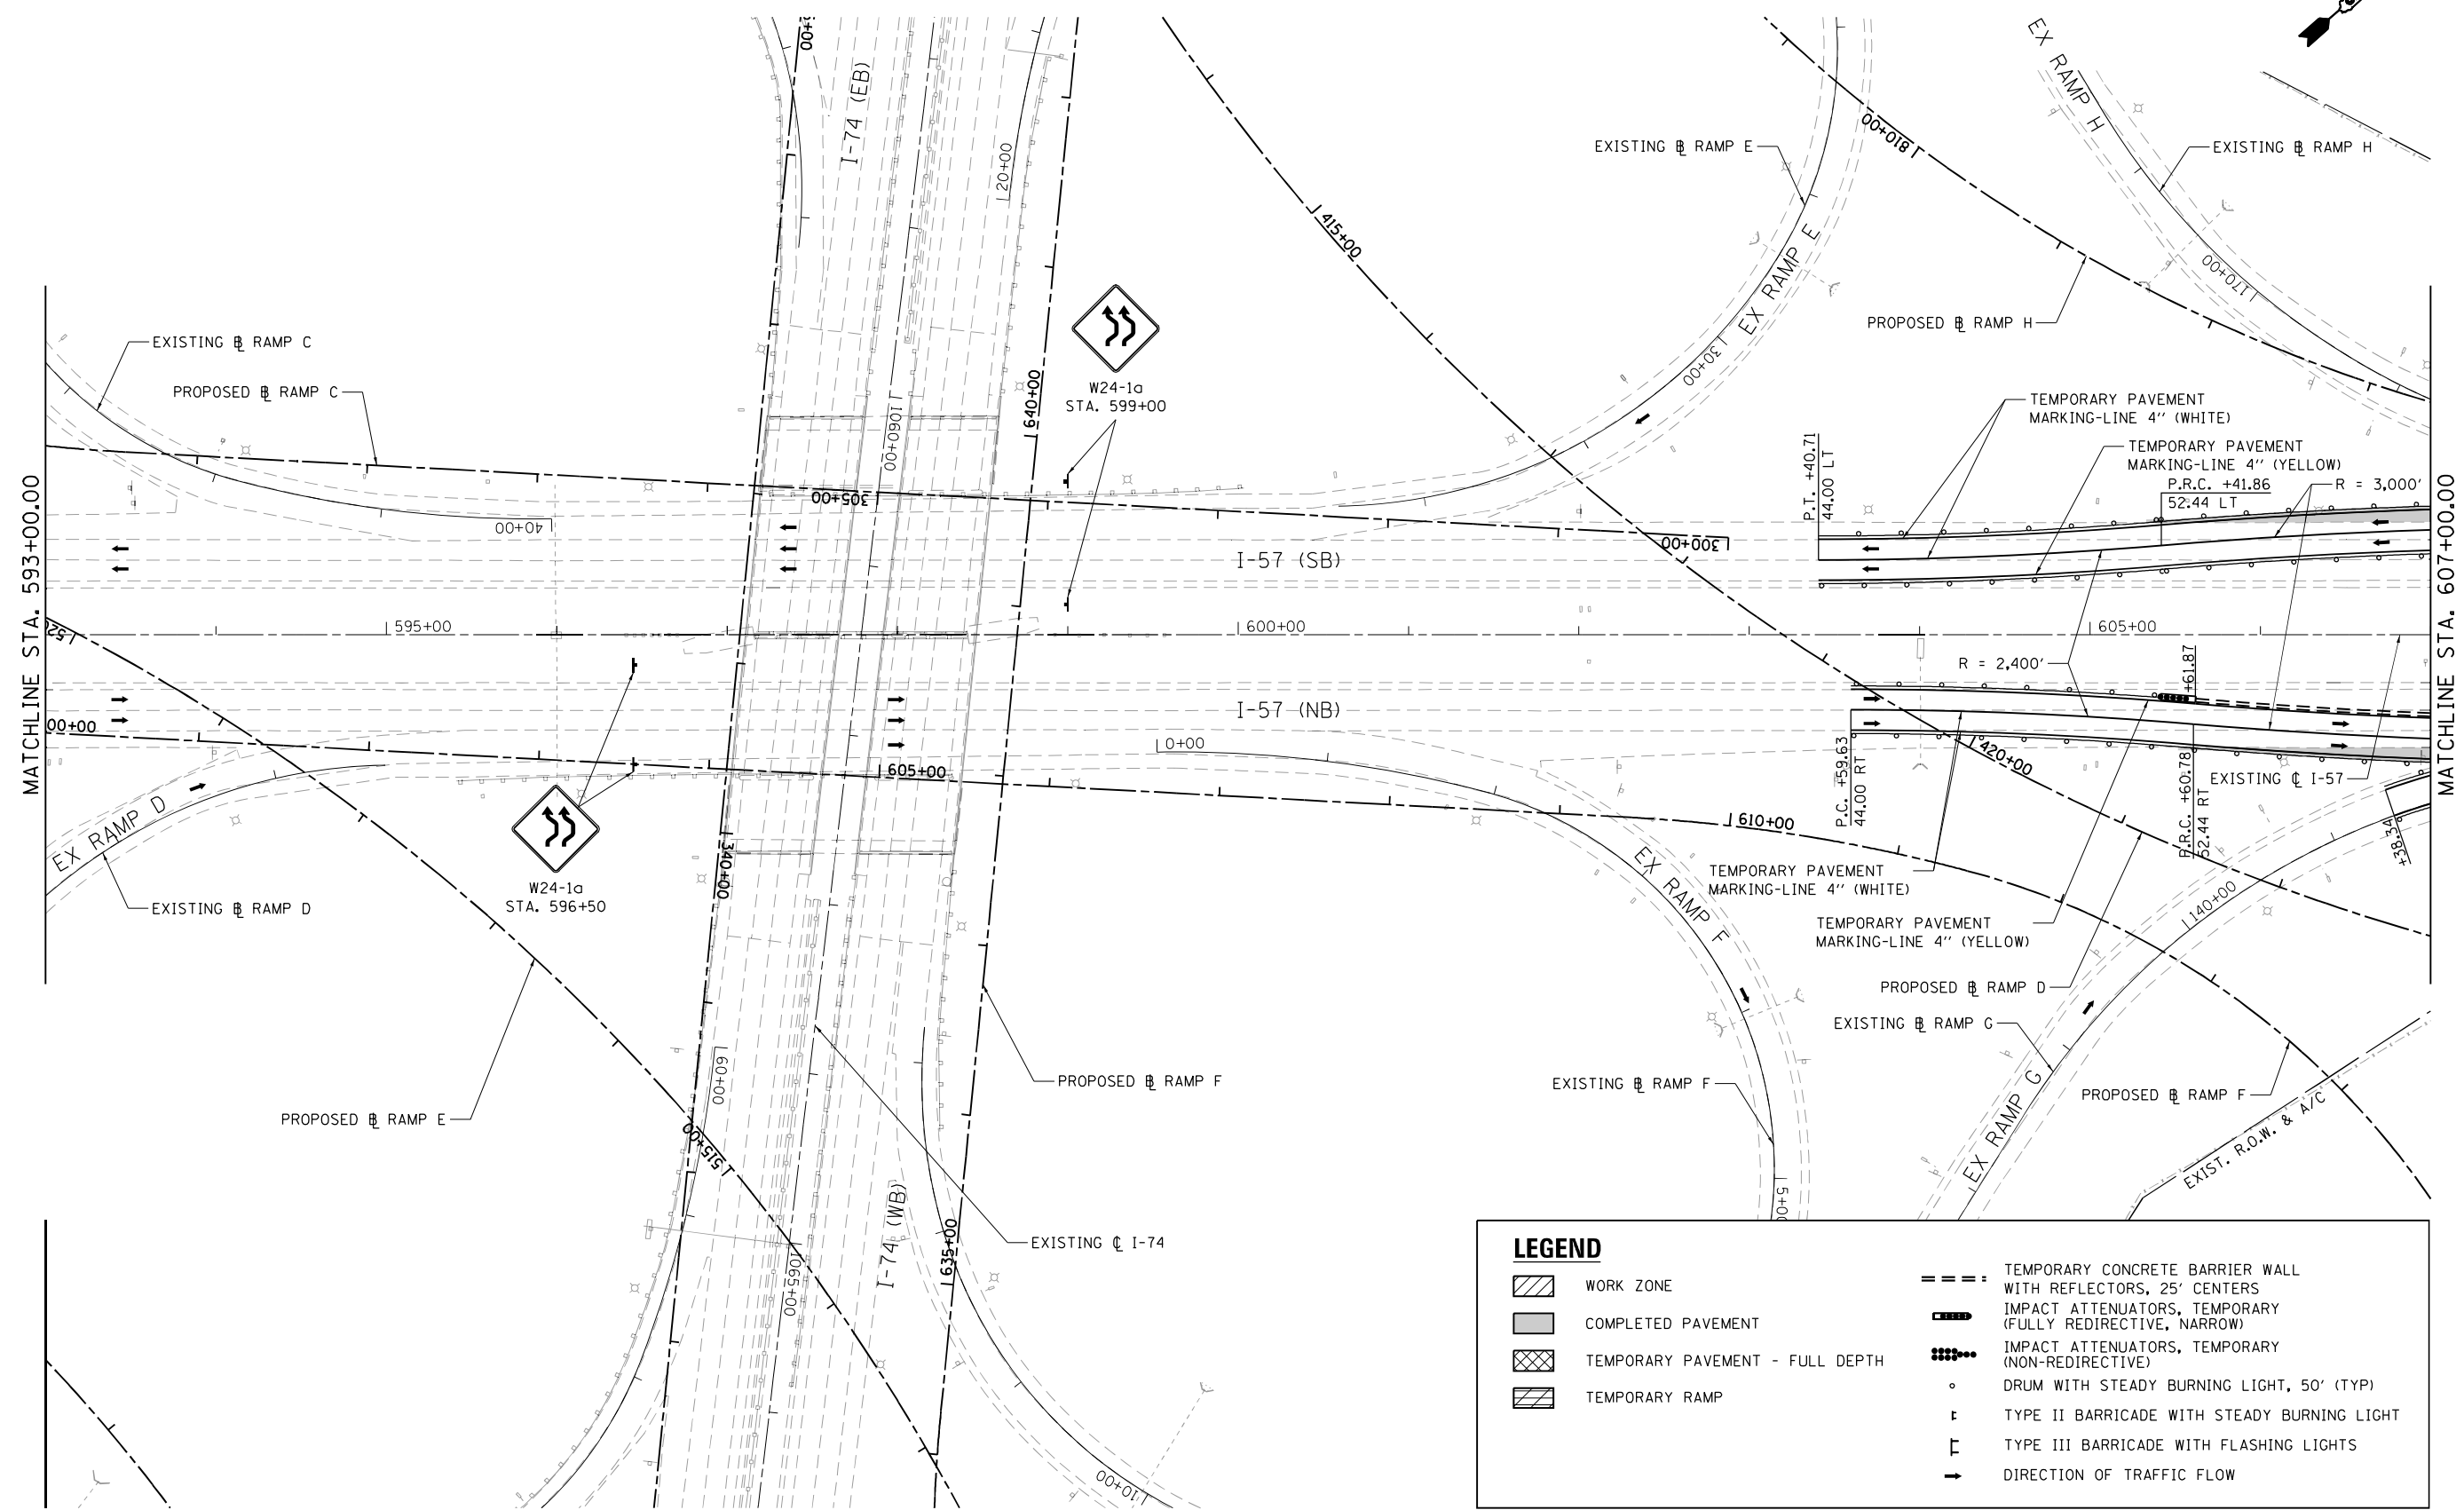 +00
I-74 (EB)
20+00
EX RAMP H
EXISTING ⅊ RAMP E
810+00
EXISTING ⅊ RAMP H
415+00
EX RAMP E
170+00
PROPOSED ⅊ RAMP H
EXISTING ⅊ RAMP C
30+00
PROPOSED ⅊ RAMP C
W24-1a
STA. 599+00
640+00
1060+00
TEMPORARY PAVEMENT
MARKING-LINE 4'' (WHITE)
TEMPORARY PAVEMENT
MARKING-LINE 4'' (YELLOW)
P.T. +40.71
44.00 LT
P.R.C. +41.86
52.44 LT
R = 3,000'
MATCHLINE STA. 593+00.00
MATCHLINE STA. 607+00.00
305+00
40+00
300+00
I-57 (SB)
520
595+00
600+00
605+00
R = 2,400'
+61.87
00+00
I-57 (NB)
0+00
605+00
420+00
P.C. +59.63
44.00 RT
P.R.C. +60.78
52.44 RT
EXISTING ℄ I-57
610+00
+38.34
EX RAMP D
340+00
EX RAMP F
TEMPORARY PAVEMENT
MARKING-LINE 4'' (WHITE)
140+00
W24-1a
STA. 596+50
EXISTING ⅊ RAMP D
TEMPORARY PAVEMENT
MARKING-LINE 4'' (YELLOW)
PROPOSED ⅊ RAMP D
EXISTING ⅊ RAMP G
60+00
PROPOSED ⅊ RAMP F
EXISTING ⅊ RAMP F
EX RAMP G
PROPOSED ⅊ RAMP F
PROPOSED ⅊ RAMP E
515+00
EXIST. R.O.W. & A/C
5+00
I-74 (WB)
635+00
EXISTING ℄ I-74
1065+00
10+00
LEGEND
WORK ZONE
COMPLETED PAVEMENT
TEMPORARY PAVEMENT - FULL DEPTH
TEMPORARY RAMP
TEMPORARY CONCRETE BARRIER WALL
WITH REFLECTORS, 25' CENTERS
IMPACT ATTENUATORS, TEMPORARY
(FULLY REDIRECTIVE, NARROW)
IMPACT ATTENUATORS, TEMPORARY
(NON-REDIRECTIVE)
DRUM WITH STEADY BURNING LIGHT, 50' (TYP)
TYPE II BARRICADE WITH STEADY BURNING LIGHT
TYPE III BARRICADE WITH FLASHING LIGHTS
DIRECTION OF TRAFFIC FLOW